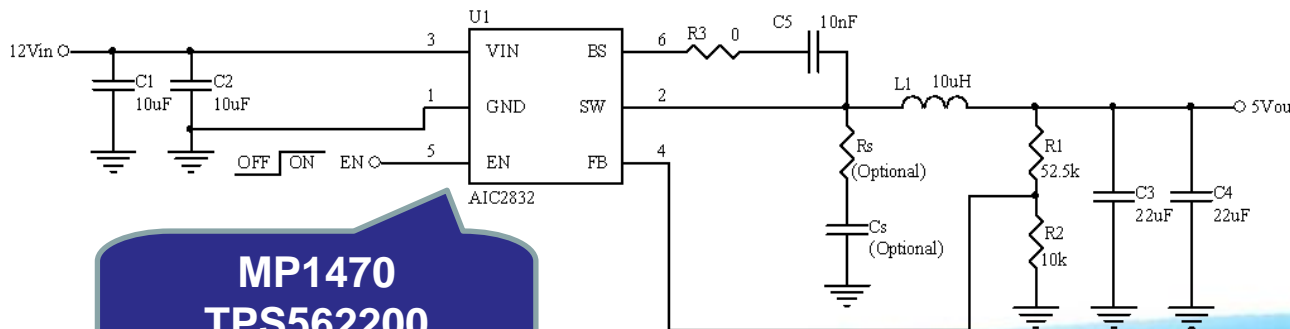 U1
C5 10nF
R3 0
12Vin
3 VIN BS 6
C1
10uF
C2
10uF
1 GND SW 2
L1 10uH
5Vou
OFF ON EN 5 EN FB 4
AIC2832
Rs
(Optional)
Cs
(Optional)
R1
52.5k
R2
10k
C3
22uF
C4
22uF
MP1470
TPS562200